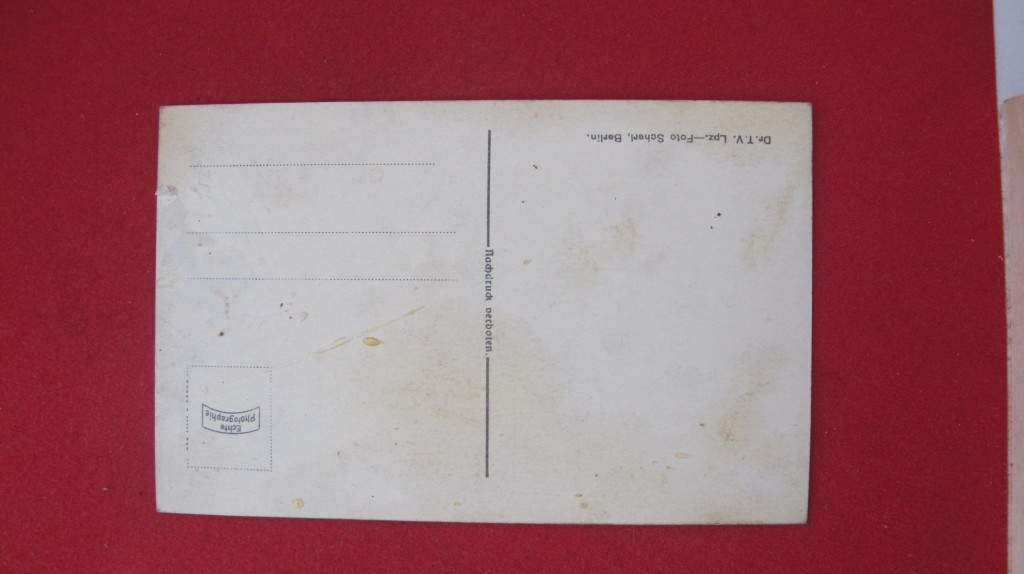 Dr. T. V. Lpz.—Foto Scherl, Berlin.
Nachdruck verboten.
Echte
Photographie